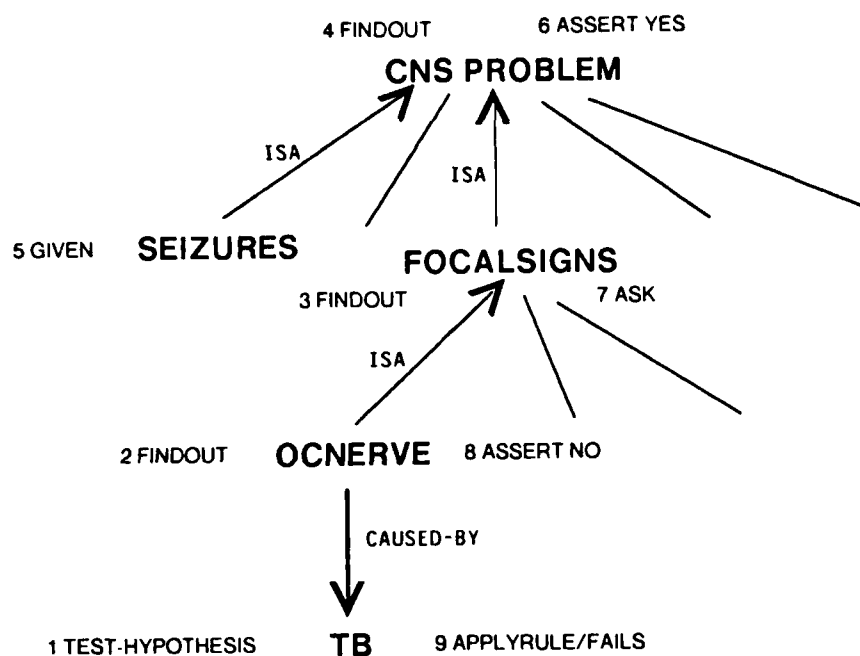 4 FINDOUT 6 ASSERT YES
CNS PROBLEM
ISA
ISA
5 GIVEN SEIZURES
FOCALSIGNS
3 FINDOUT 7 ASK
ISA
2 FINDOUT OCNERVE 8 ASSERT NO
CAUSED-BY
1 TEST-HYPOTHESIS TB 9 APPLYRULE/FAILS